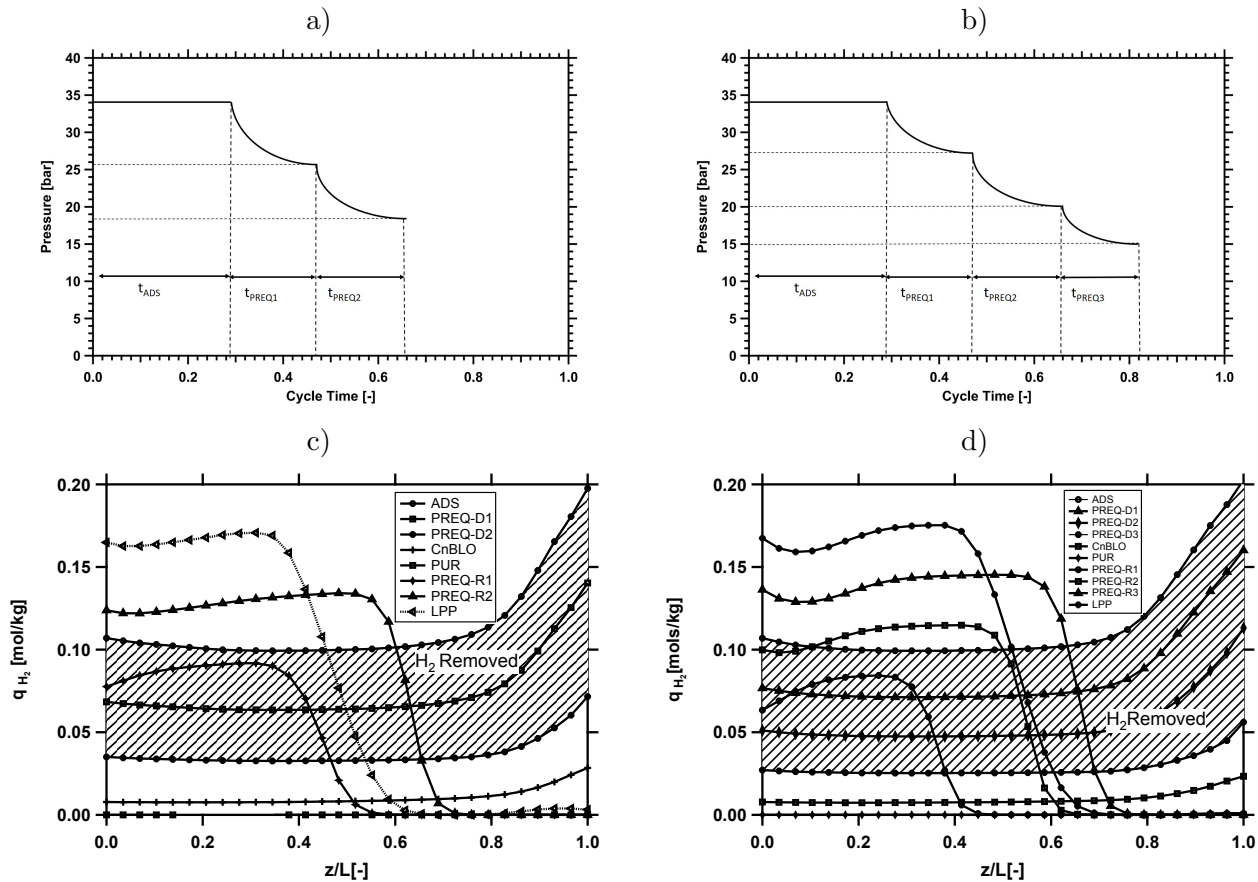 a)
b)
40
35
30
25
20
15
10
5
0
Pressure [bar]
t_ADS
t_PREQ1
t_PREQ2
0.0 0.2 0.4 0.6 0.8 1.0
Cycle Time [-]
40
35
30
25
20
15
10
5
0
Pressure [bar]
t_ADS
t_PREQ1
t_PREQ2
t_PREQ3
0.0 0.2 0.4 0.6 0.8 1.0
Cycle Time [-]
c)
d)
0.20
0.15
0.10
0.05
0.00
q H2 [mol/kg]
ADS
PREQ-D1
PREQ-D2
CnBLO
PUR
PREQ-R1
PREQ-R2
LPP
H2 Removed
0.0 0.2 0.4 0.6 0.8 1.0
z/L[-]
0.20
0.15
0.10
0.05
0.00
q H2[mols/kg]
ADS
PREQ-D1
PREQ-D2
PREQ-D3
CnBLO
PUR
PREQ-R1
PREQ-R2
PREQ-R3
LPP
H2Removed
0.0 0.2 0.4 0.6 0.8 1.0
z/L[-]